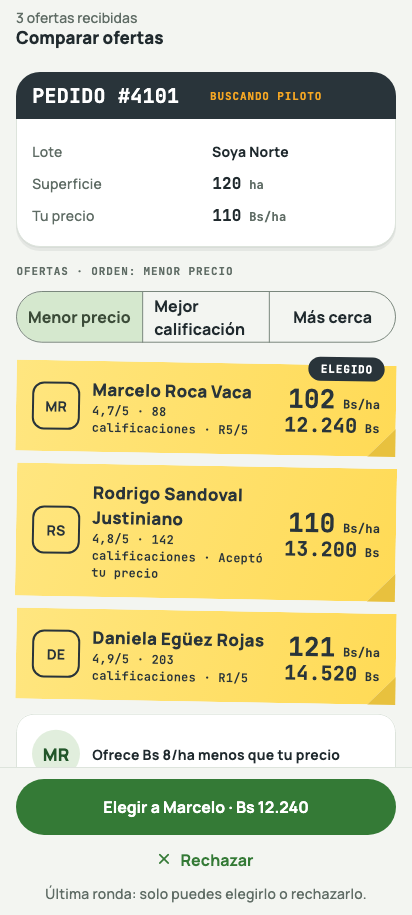 3 ofertas recibidas
Comparar ofertas
PEDIDO #4101 BUSCANDO PILOTO
Lote Soya Norte
Superficie 120 ha
Tu precio 110 Bs/ha
OFERTAS · ORDEN: MENOR PRECIO
Menor precio
Mejor
calificación
Más cerca
ELEGIDO
MR
Marcelo Roca Vaca
4,7/5 · 88
calificaciones · R5/5
102 Bs/ha
12.240 Bs
RS
Rodrigo Sandoval
Justiniano
4,8/5 · 142
calificaciones · Aceptó
tu precio
110 Bs/ha
13.200 Bs
DE
Daniela Egüez Rojas
4,9/5 · 203
calificaciones · R1/5
121 Bs/ha
14.520 Bs
MR
Ofrece Bs 8/ha menos que tu precio
Elegir a Marcelo · Bs 12.240
✕ Rechazar
Última ronda: solo puedes elegirlo o rechazarlo.